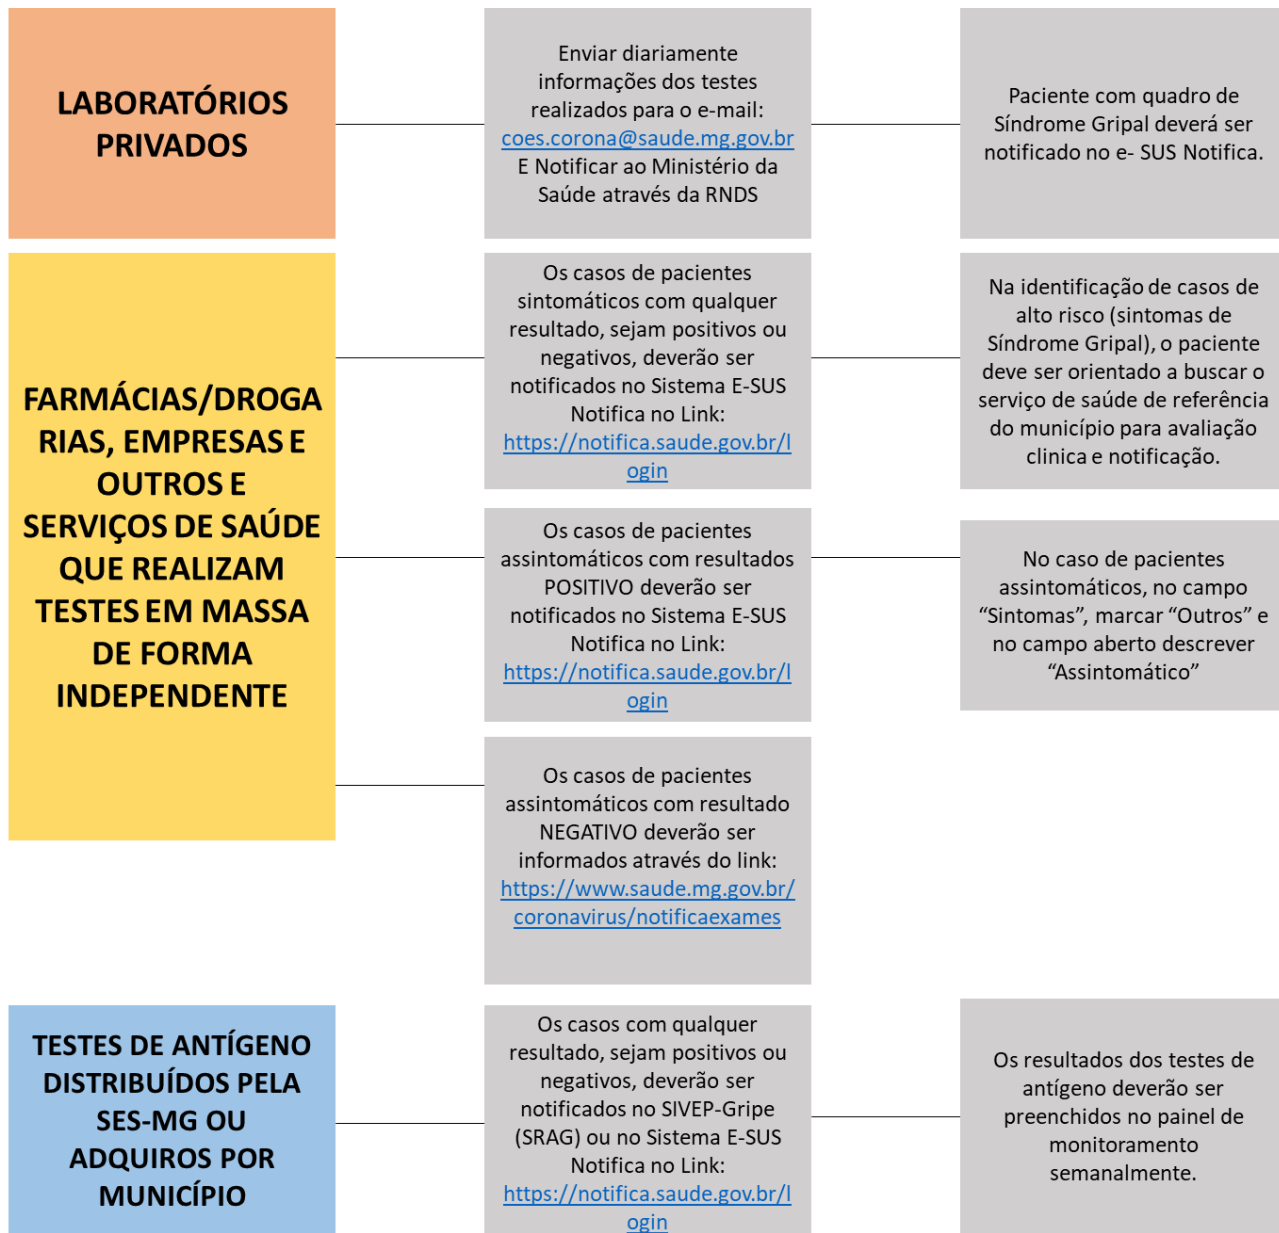 LABORATÓRIOS
PRIVADOS
Enviar diariamente
informações dos testes
realizados para o e-mail:
coes.corona@saude.mg.gov.br
E Notificar ao Ministério da
Saúde através da RNDS
Paciente com quadro de
Síndrome Gripal deverá ser
notificado no e- SUS Notifica.
FARMÁCIAS/DROGA
RIAS, EMPRESAS E
OUTROS E
SERVIÇOS DE SAÚDE
QUE REALIZAM
TESTES EM MASSA
DE FORMA
INDEPENDENTE
Os casos de pacientes
sintomáticos com qualquer
resultado, sejam positivos ou
negativos, deverão ser
notificados no Sistema E-SUS
Notifica no Link:
https://notifica.saude.gov.br/l
ogin
Na identificação de casos de
alto risco (sintomas de
Síndrome Gripal), o paciente
deve ser orientado a buscar o
serviço de saúde de referência
do município para avaliação
clinica e notificação.
Os casos de pacientes
assintomáticos com resultados
POSITIVO deverão ser
notificados no Sistema E-SUS
Notifica no Link:
https://notifica.saude.gov.br/l
ogin
No caso de pacientes
assintomáticos, no campo
“Sintomas”, marcar “Outros” e
no campo aberto descrever
“Assintomático”
Os casos de pacientes
assintomáticos com resultado
NEGATIVO deverão ser
informados através do link:
https://www.saude.mg.gov.br/
coronavirus/notificaexames
TESTES DE ANTÍGENO
DISTRIBUÍDOS PELA
SES-MG OU
ADQUIROS POR
MUNICÍPIO
Os casos com qualquer
resultado, sejam positivos ou
negativos, deverão ser
notificados no SIVEP-Gripe
(SRAG) ou no Sistema E-SUS
Notifica no Link:
https://notifica.saude.gov.br/l
ogin
Os resultados dos testes de
antígeno deverão ser
preenchidos no painel de
monitoramento
semanalmente.